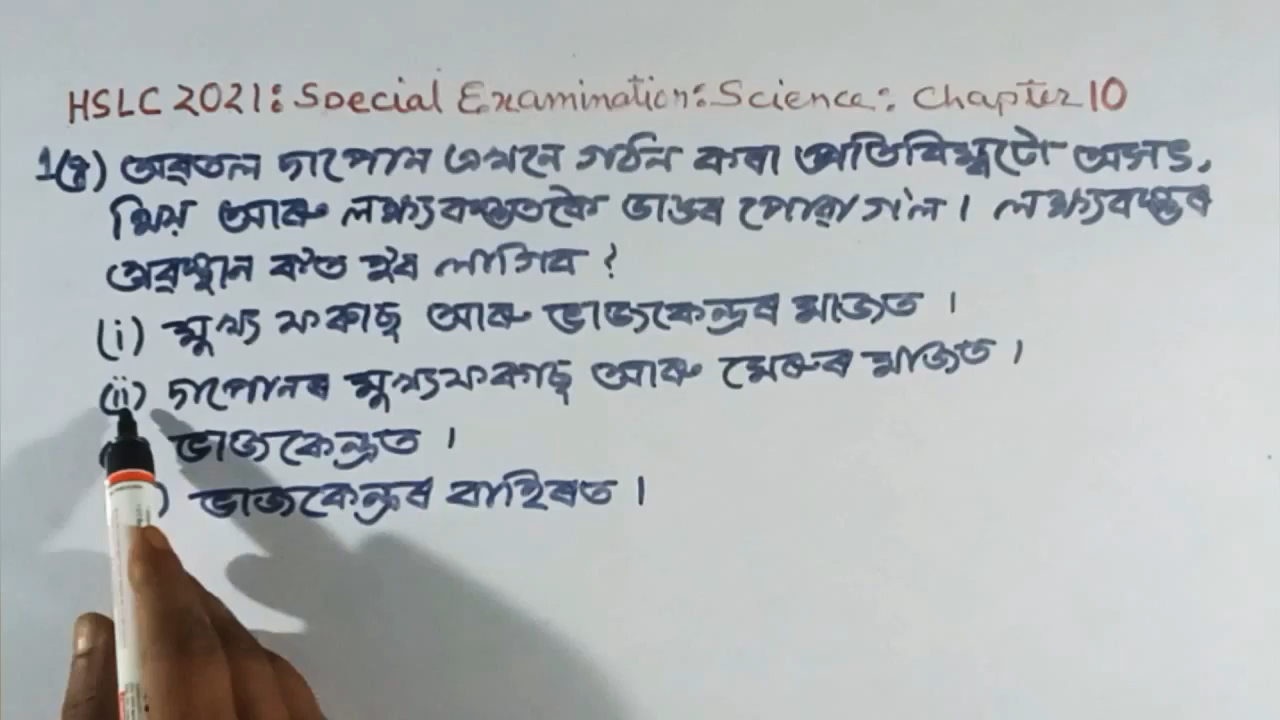 HSLC 2021: Special Examination: Science: Chapter 10
1(ছ) অৱতল দাপোন এখনে গঠন কৰা প্ৰতিবিম্বটো অসৎ,
থিয় আৰু লক্ষ্যবস্তুতকৈ ডাঙৰ পোৱা গ'ল। লক্ষ্যবস্তুৰ
অৱস্থান ক'ত হ'ব লাগিব ?
(i) মুখ্য ফকাছ্ আৰু ভাজকেন্দ্ৰৰ মাজত ।
(ii) দাপোনৰ মুখ্যফকাছ্ আৰু মেৰুৰ মাজত ।
ভাজকেন্দ্ৰত ।
) ভাজকেন্দ্ৰৰ বাহিৰত ।